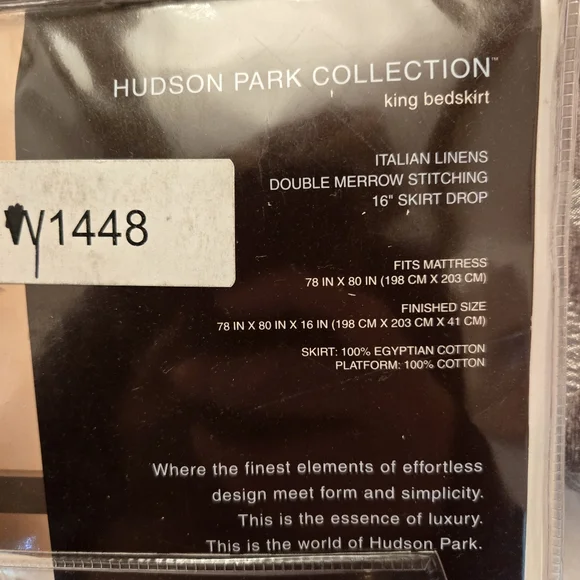 HUDSON PARK COLLECTION™
king bedskirt
ITALIAN LINENS
DOUBLE MERROW STITCHING
16" SKIRT DROP
W1448
FITS MATTRESS
78 IN X 80 IN (198 CM X 203 CM)
FINISHED SIZE
78 IN X 80 IN X 16 IN (198 CM X 203 CM X 41 CM)
SKIRT: 100% EGYPTIAN COTTON
PLATFORM: 100% COTTON
Where the finest elements of effortless
design meet form and simplicity.
This is the essence of luxury.
This is the world of Hudson Park.